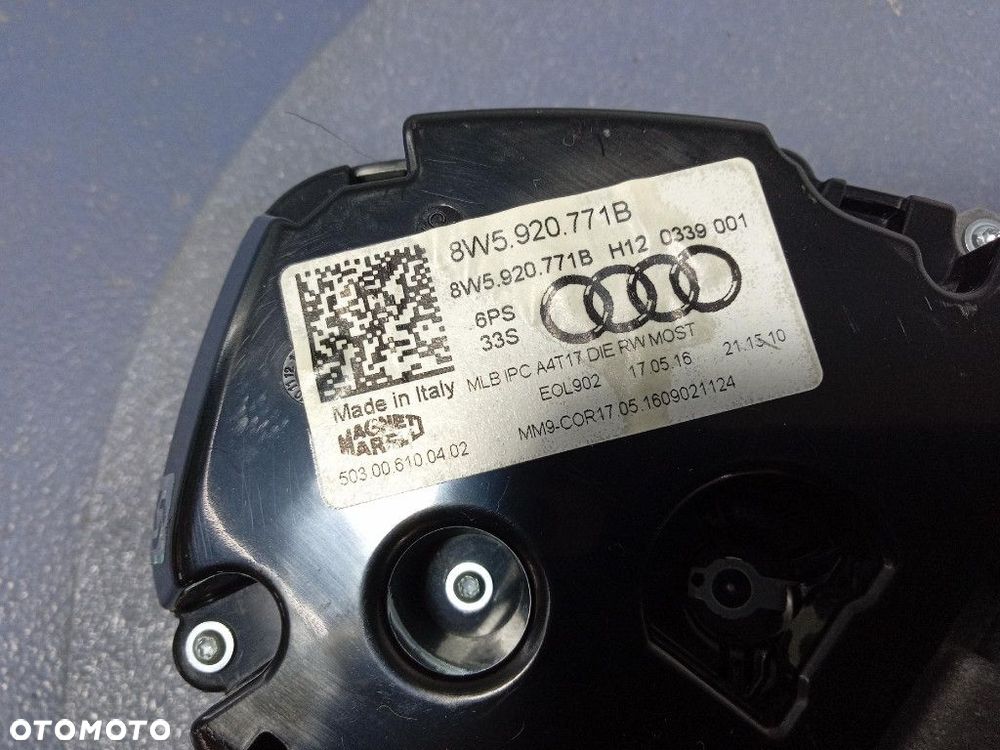 8W5.920.771B
8W5.920.771B H12 0339 001
6PS
33S
MLB IPC A4T17 DIE RW MOST
EOL902 17.05.16 21.15.10
Made in Italy
MAGNETI
MARELLI
MM9-COR17.05.1609021124
503.00.610.04.02
OTOMOTO